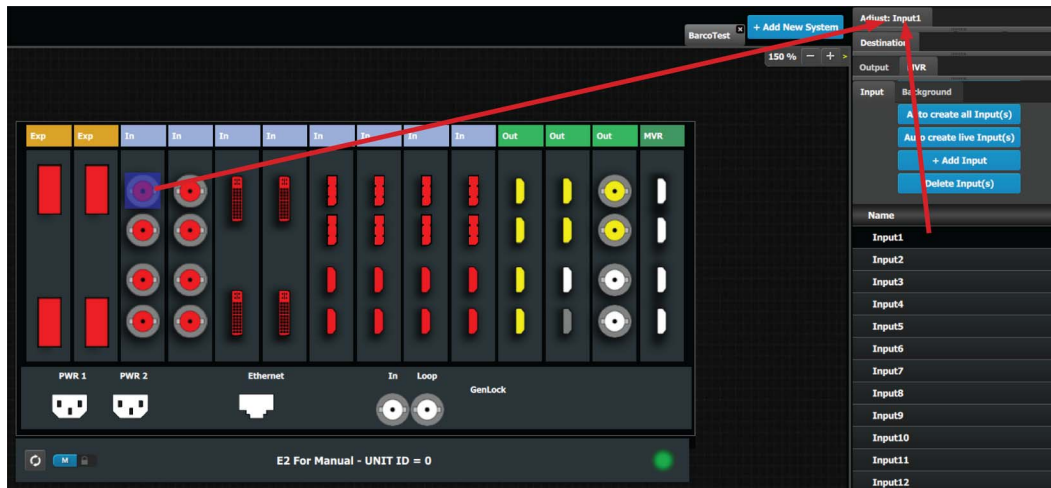 BarcoTest
+ Add New System
150 %
Adjust: Input1
Destination
Output MVR
Input Background
Auto create all Input(s)
Auto create live Input(s)
+ Add Input
Delete Input(s)
Name
Input1
Input2
Input3
Input4
Input5
Input6
Input7
Input8
Input9
Input10
Input11
Input12
Exp Exp In In In In In In In In Out Out Out MVR
PWR 1 PWR 2 Ethernet In Loop GenLock
M
E2 For Manual - UNIT ID = 0